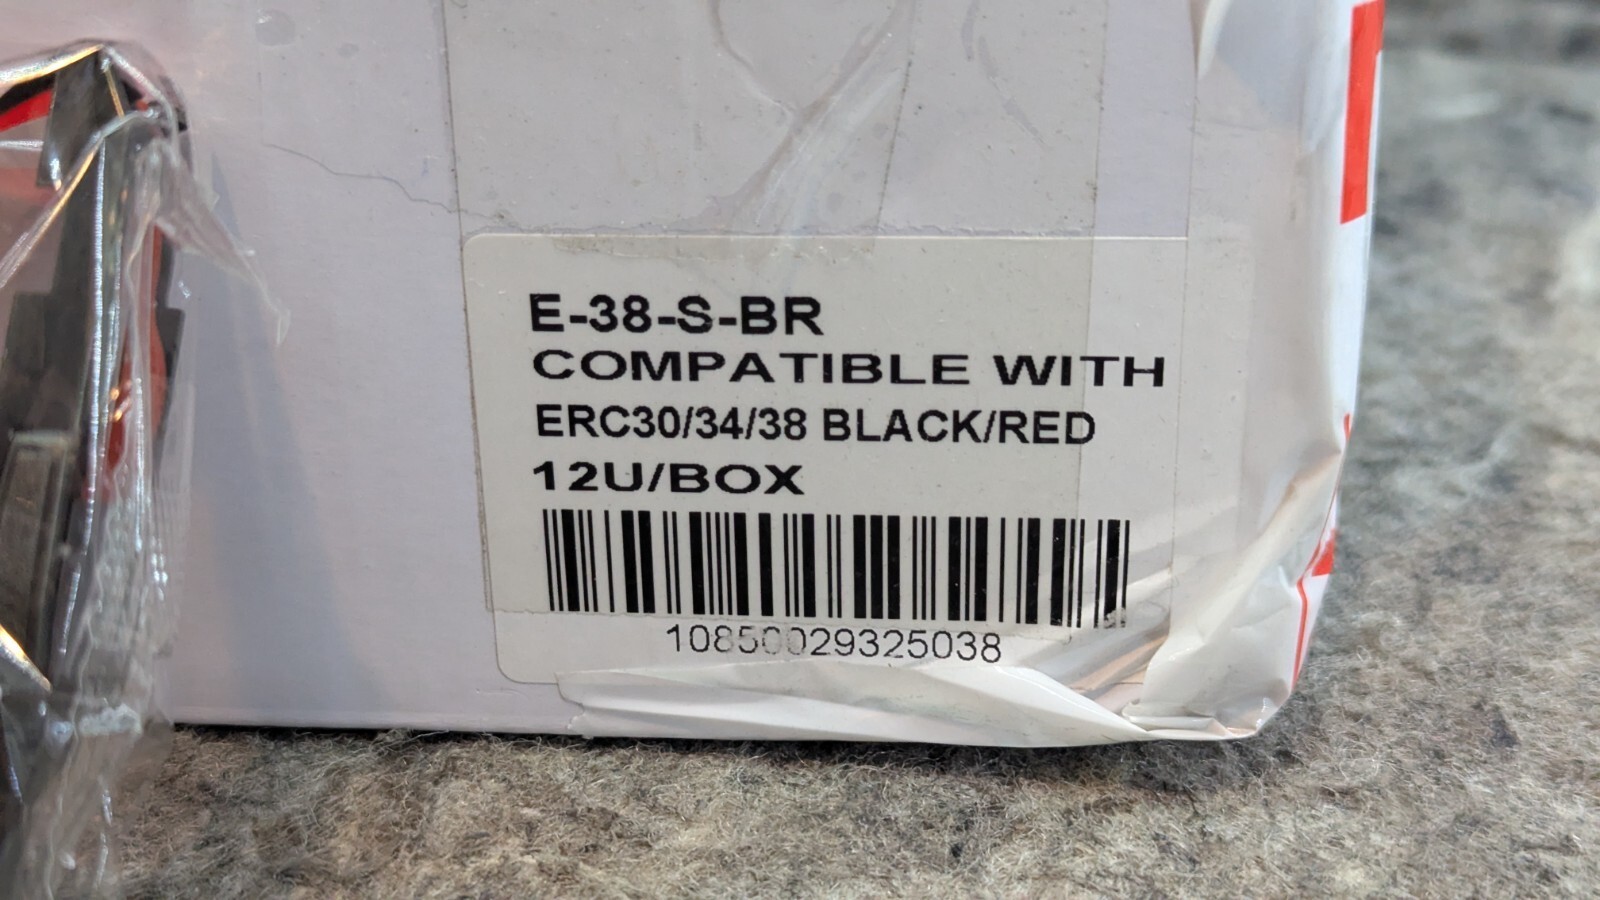 E-38-S-BR
COMPATIBLE WITH
ERC30/34/38 BLACK/RED
12U/BOX
10850029325038